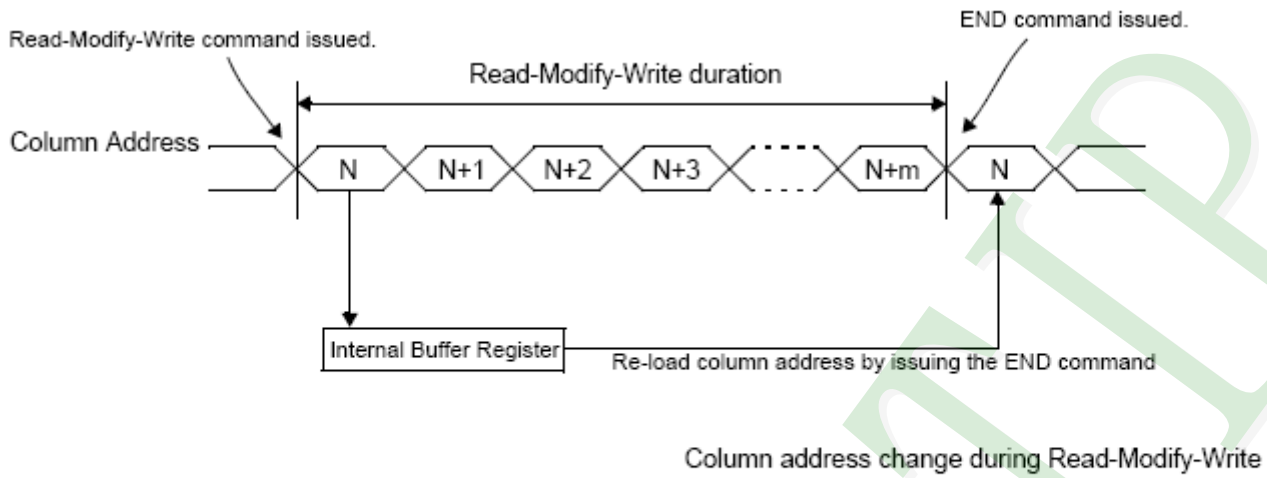 END command issued.
Read-Modify-Write command issued.
Read-Modify-Write duration
Column Address
N N+1 N+2 N+3 N+m N
Internal Buffer Register
Re-load column address by issuing the END command
Column address change during Read-Modify-Write